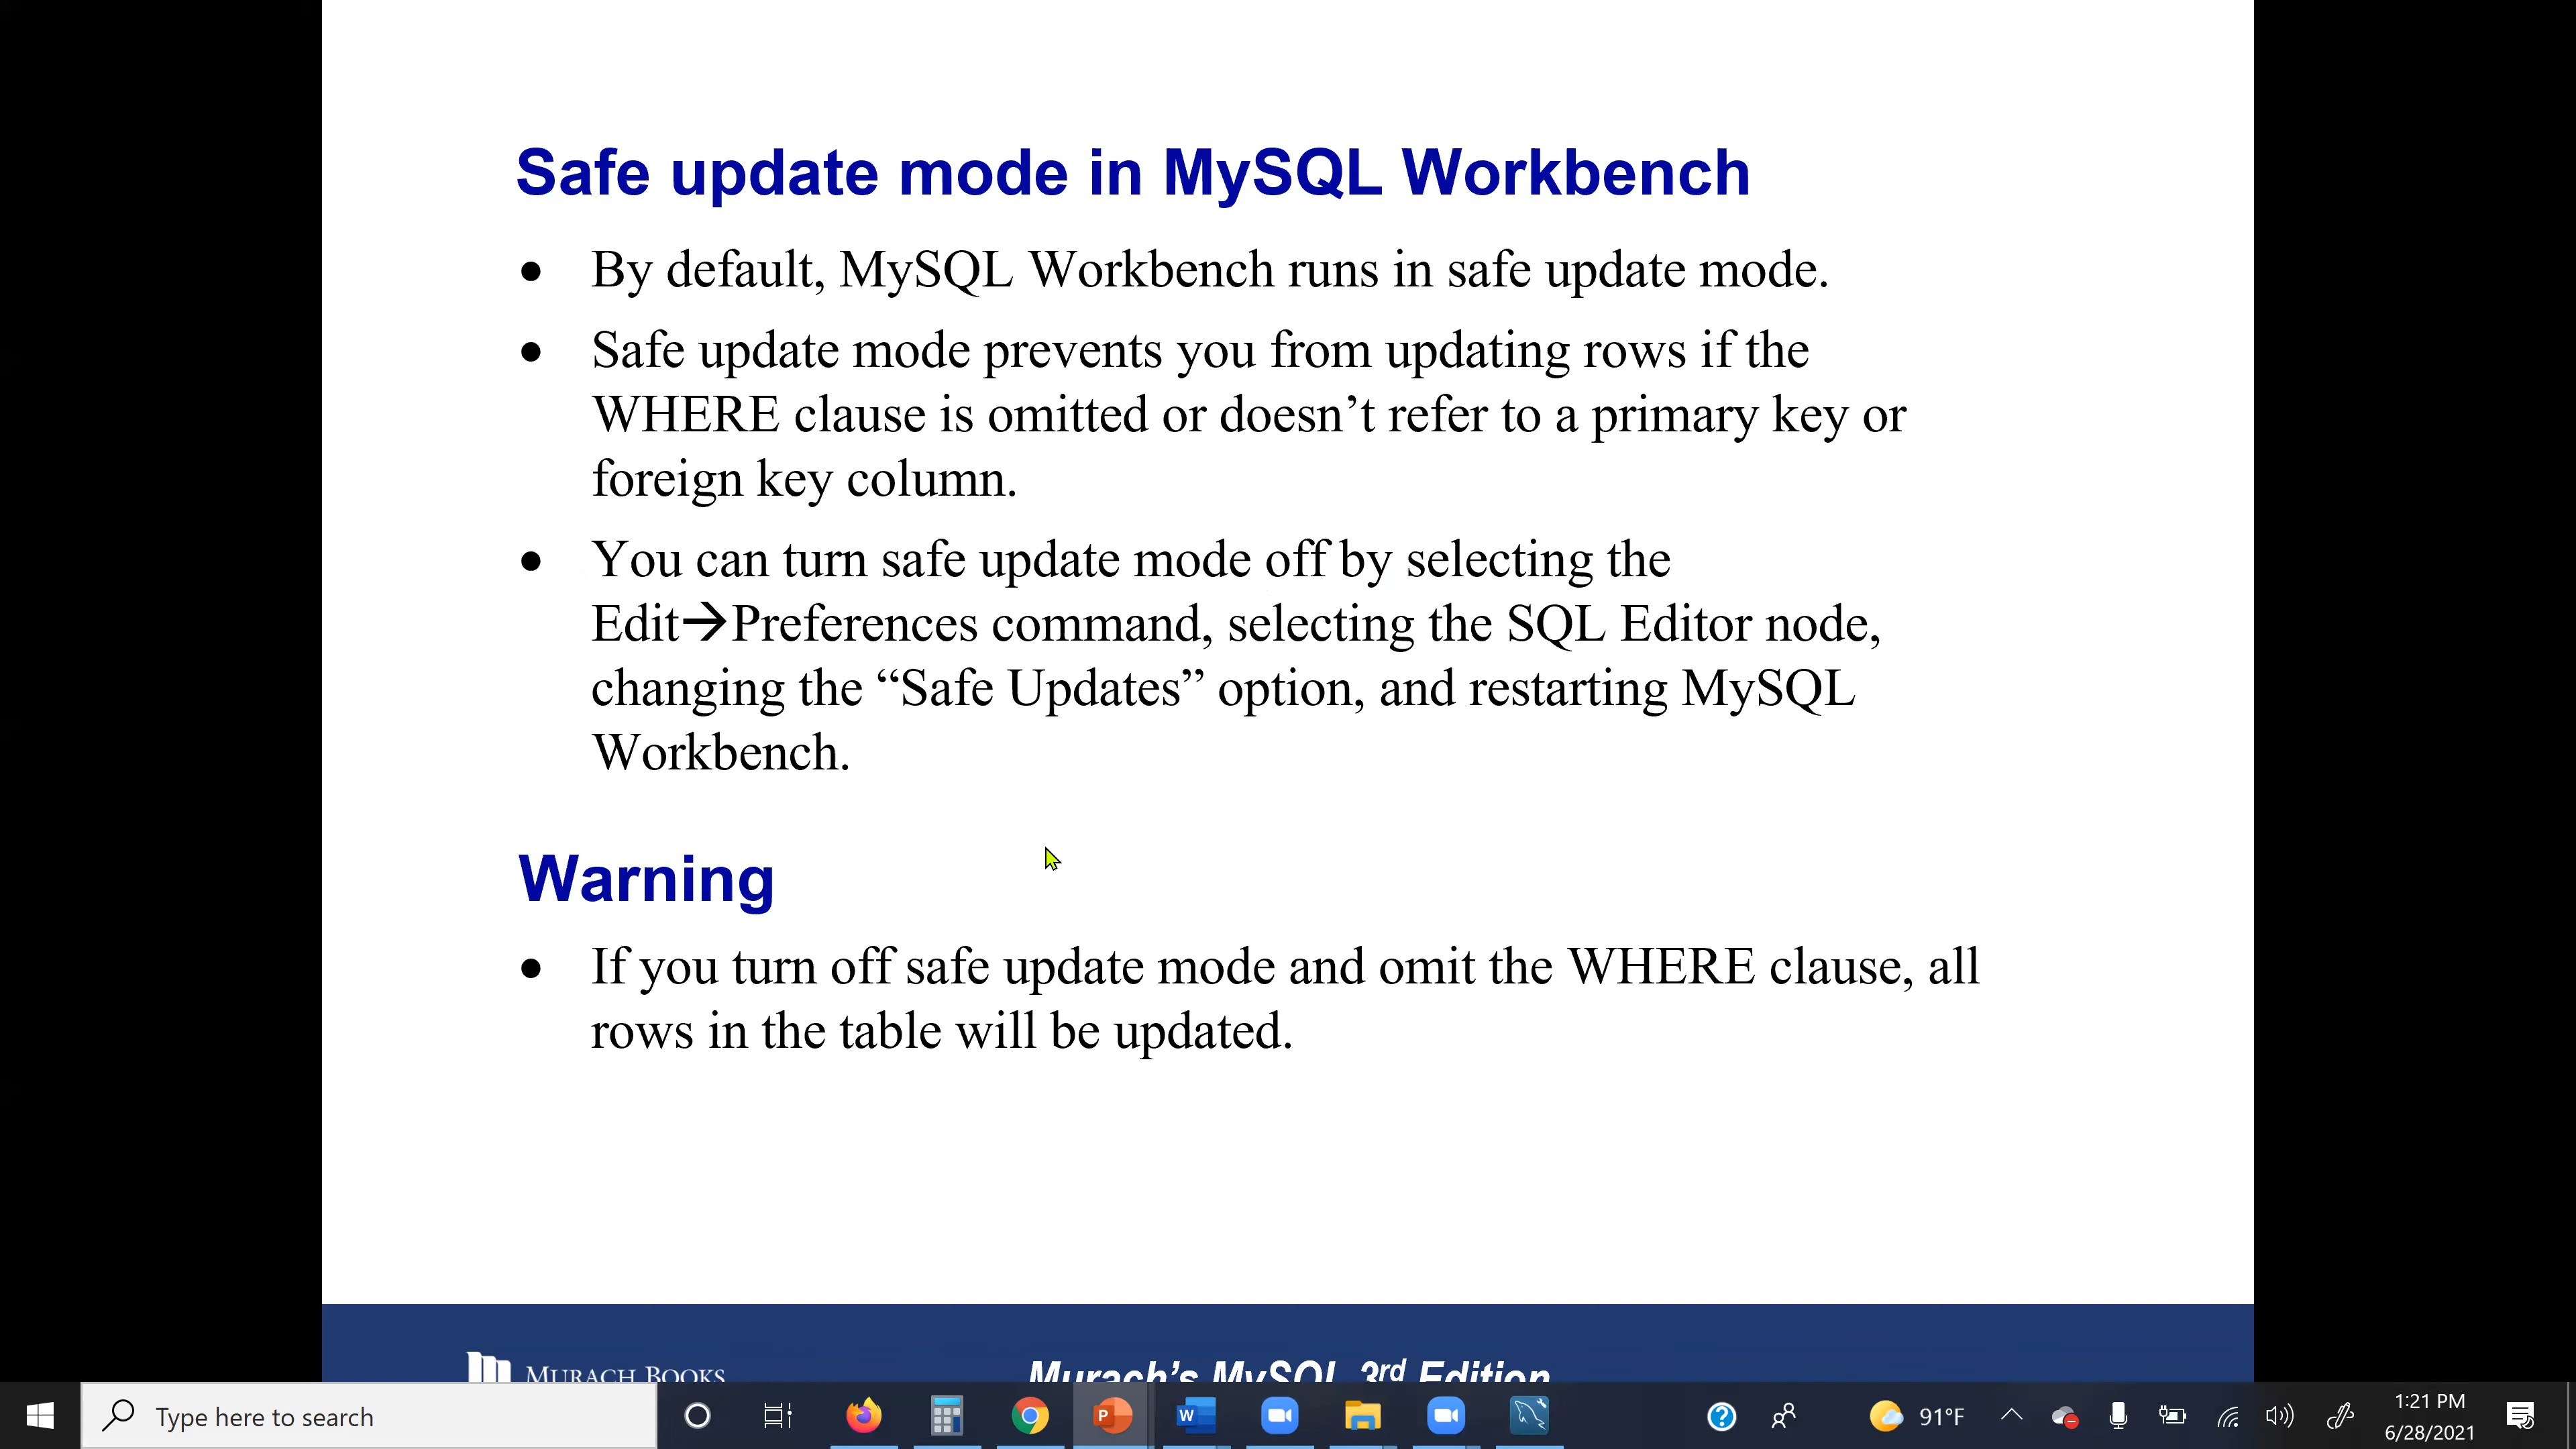 Safe update mode in MySQL Workbench
• By default, MySQL Workbench runs in safe update mode.
• Safe update mode prevents you from updating rows if the
WHERE clause is omitted or doesn’t refer to a primary key or
foreign key column.
• You can turn safe update mode off by selecting the
Edit→Preferences command, selecting the SQL Editor node,
changing the “Safe Updates” option, and restarting MySQL
Workbench.
Warning
• If you turn off safe update mode and omit the WHERE clause, all
rows in the table will be updated.
MURACH BOOKS
Murach’s MySQL 3rd Edition
Type here to search
P
W
?
91°F
1:21 PM
6/28/2021